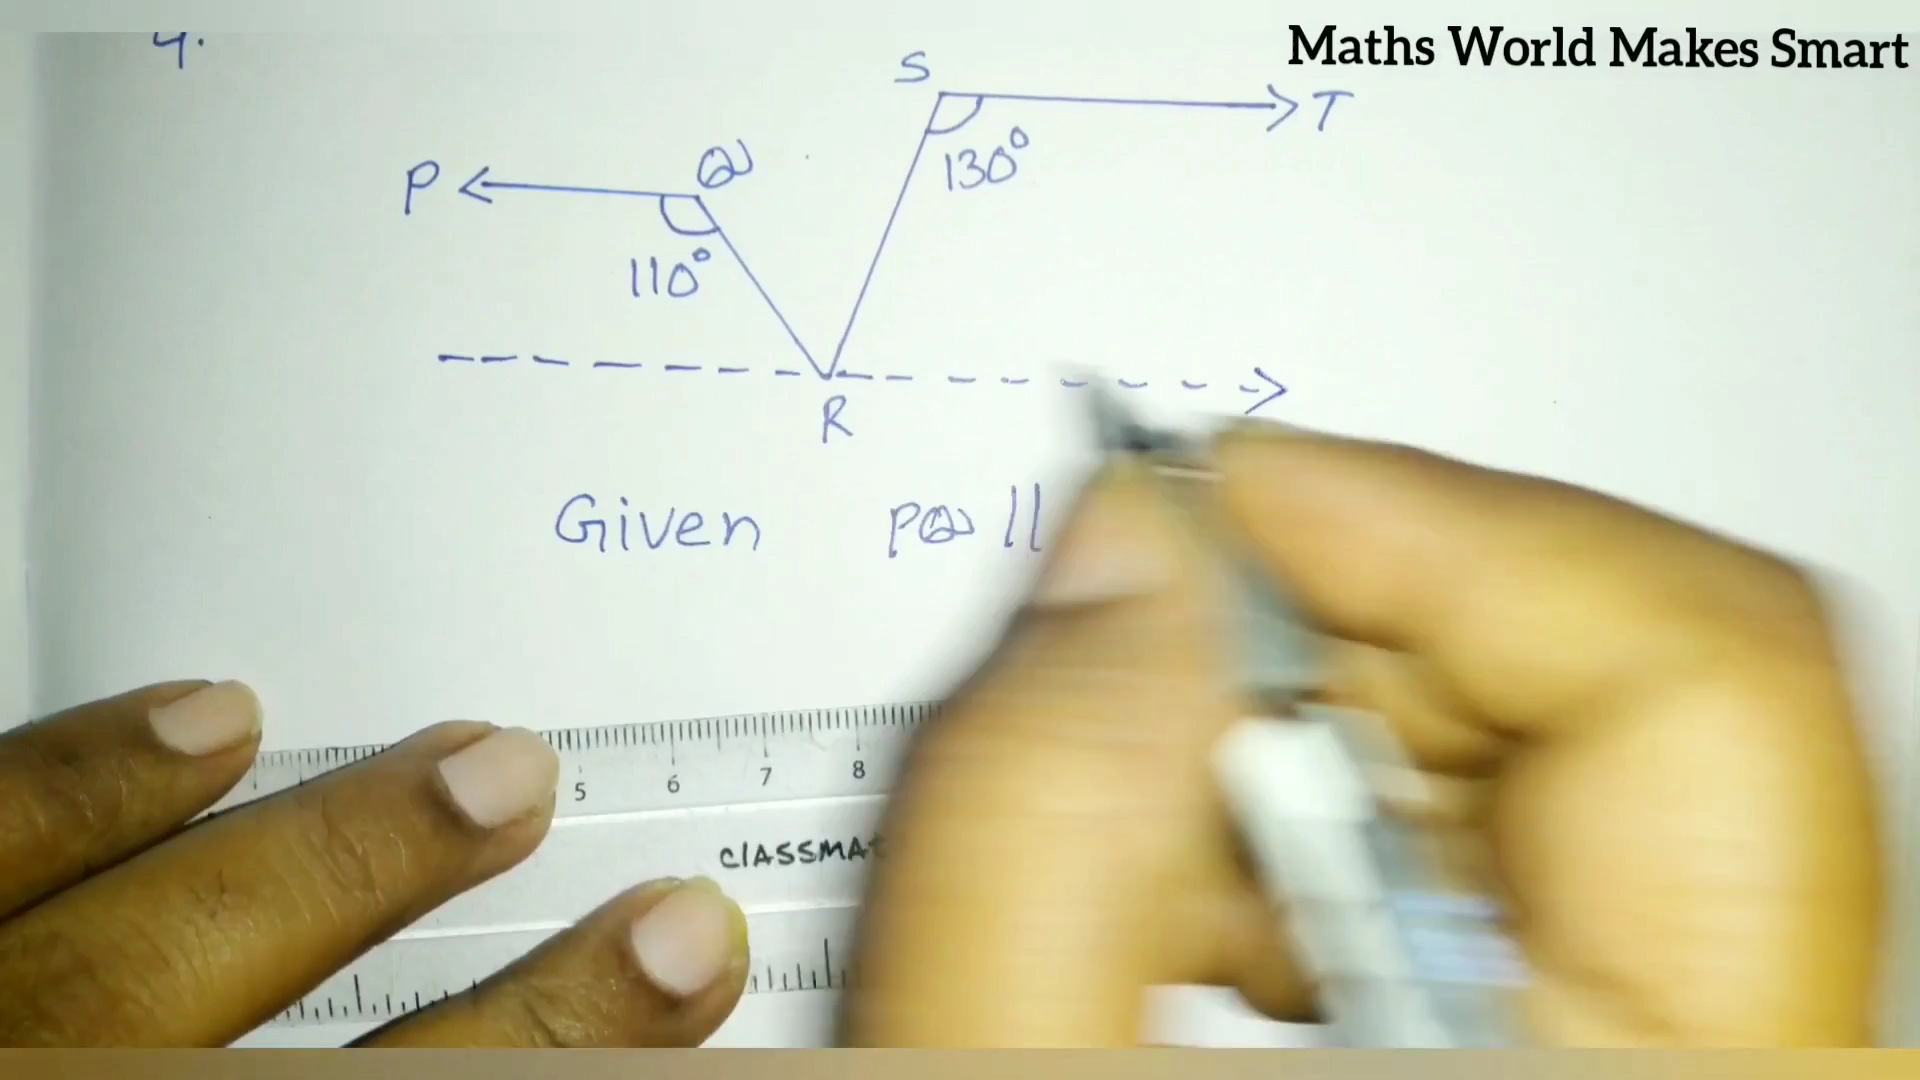 Maths World Makes Smart
4.
S
T
P
Q
130°
110°
R
Given PQ ||
5 6 7 8
CLASSMA